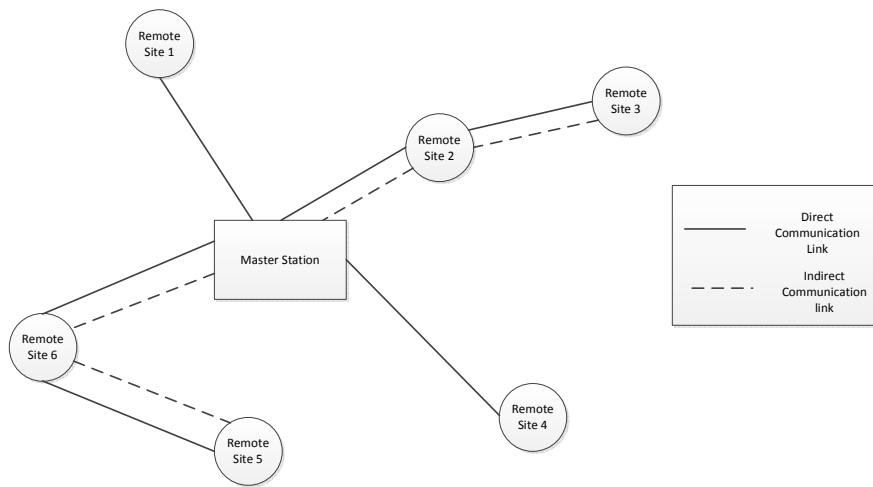 Remote
Site 1
Remote
Site 3
Remote
Site 2
Master Station
Direct
Communication
Link
Indirect
Communication
link
Remote
Site 6
Remote
Site 4
Remote
Site 5